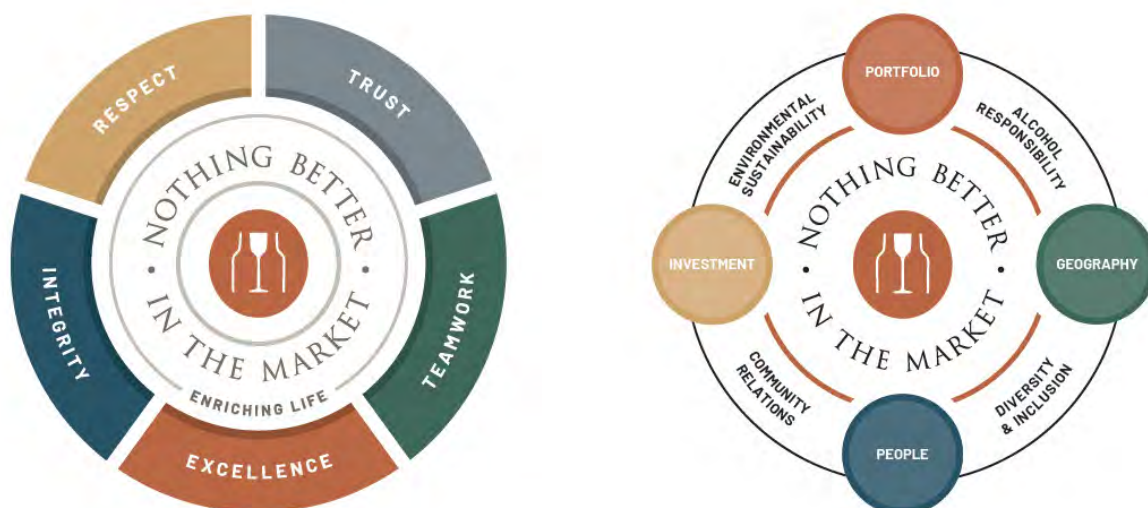 RESPECT
TRUST
INTEGRITY
TEAMWORK
EXCELLENCE
NOTHING BETTER
IN THE MARKET
ENRICHING LIFE
PORTFOLIO
ENVIRONMENTAL
SUSTAINABILITY
ALCOHOL
RESPONSIBILITY
NOTHING BETTER
IN THE MARKET
INVESTMENT
GEOGRAPHY
COMMUNITY
RELATIONS
DIVERSITY
& INCLUSION
PEOPLE